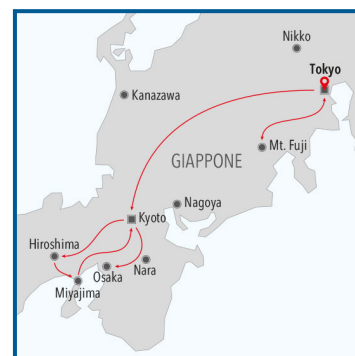 Nikko
Tokyo
Kanazawa
Mt. Fuji
GIAPPONE
Nagoya
Kyoto
Hiroshima
Nara
Osaka
Miyajima